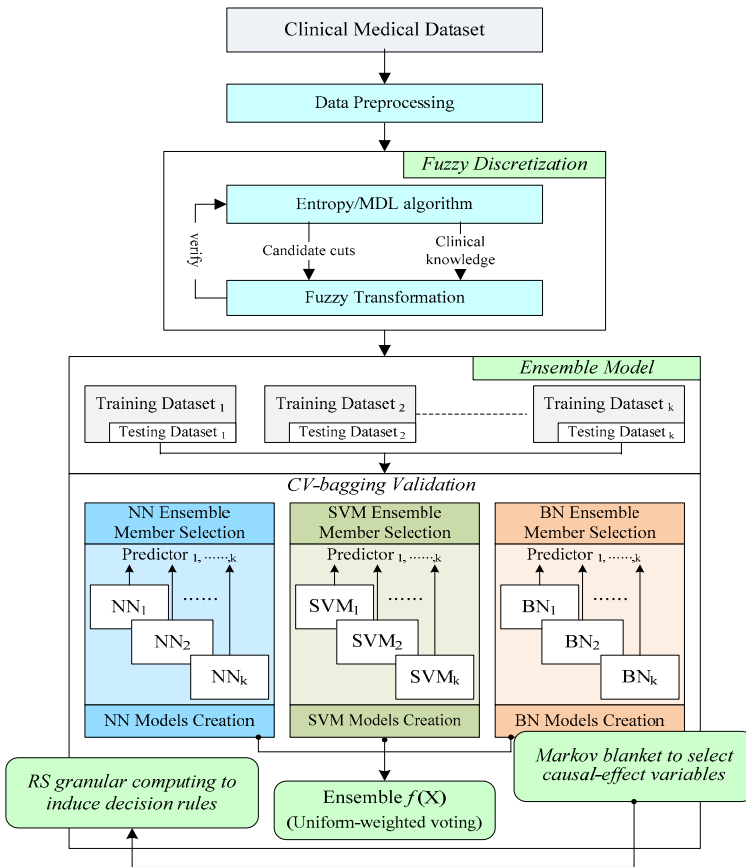 Clinical Medical Dataset
Data Preprocessing
Fuzzy Discretization
Entropy/MDL algorithm
verify
Candidate cuts
Clinical
knowledge
Fuzzy Transformation
Ensemble Model
Training Dataset 1
Testing Dataset 1
Training Dataset 2
Testing Dataset 2
Training Dataset k
Testing Dataset k
CV-bagging Validation
NN Ensemble
Member Selection
Predictor 1, ......,k
NN1
......
NN2
NNk
NN Models Creation
SVM Ensemble
Member Selection
Predictor 1, ......,k
SVM1
......
SVM2
SVMk
SVM Models Creation
BN Ensemble
Member Selection
Predictor 1, ......,k
BN1
......
BN2
BNk
BN Models Creation
RS granular computing to
induce decision rules
Ensemble f(X)
(Uniform-weighted voting)
Markov blanket to select
causal-effect variables